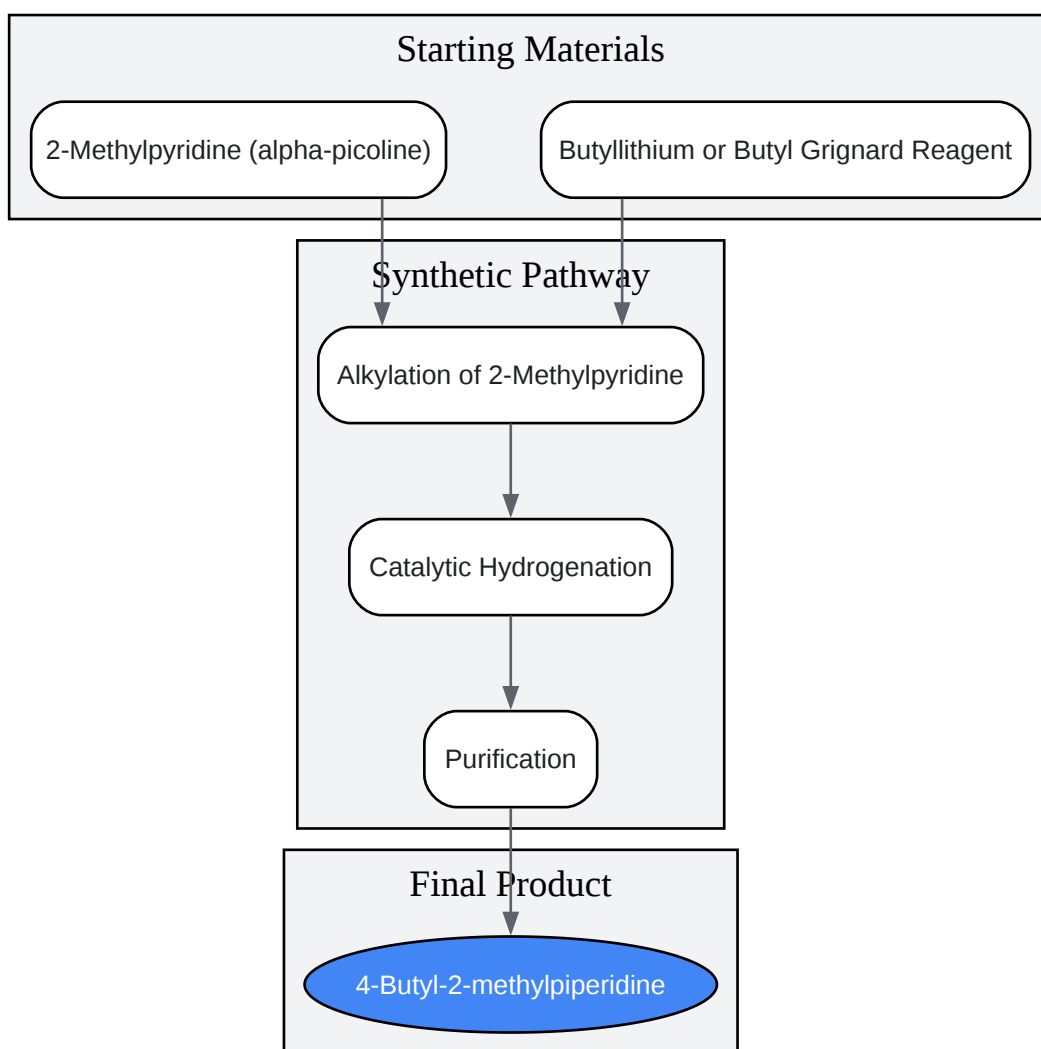 Starting Materials
2-Methylpyridine (alpha-picoline)
Butyllithium or Butyl Grignard Reagent
Synthetic Pathway
Alkylation of 2-Methylpyridine
Catalytic Hydrogenation
Purification
Final Product
4-Butyl-2-methylpiperidine